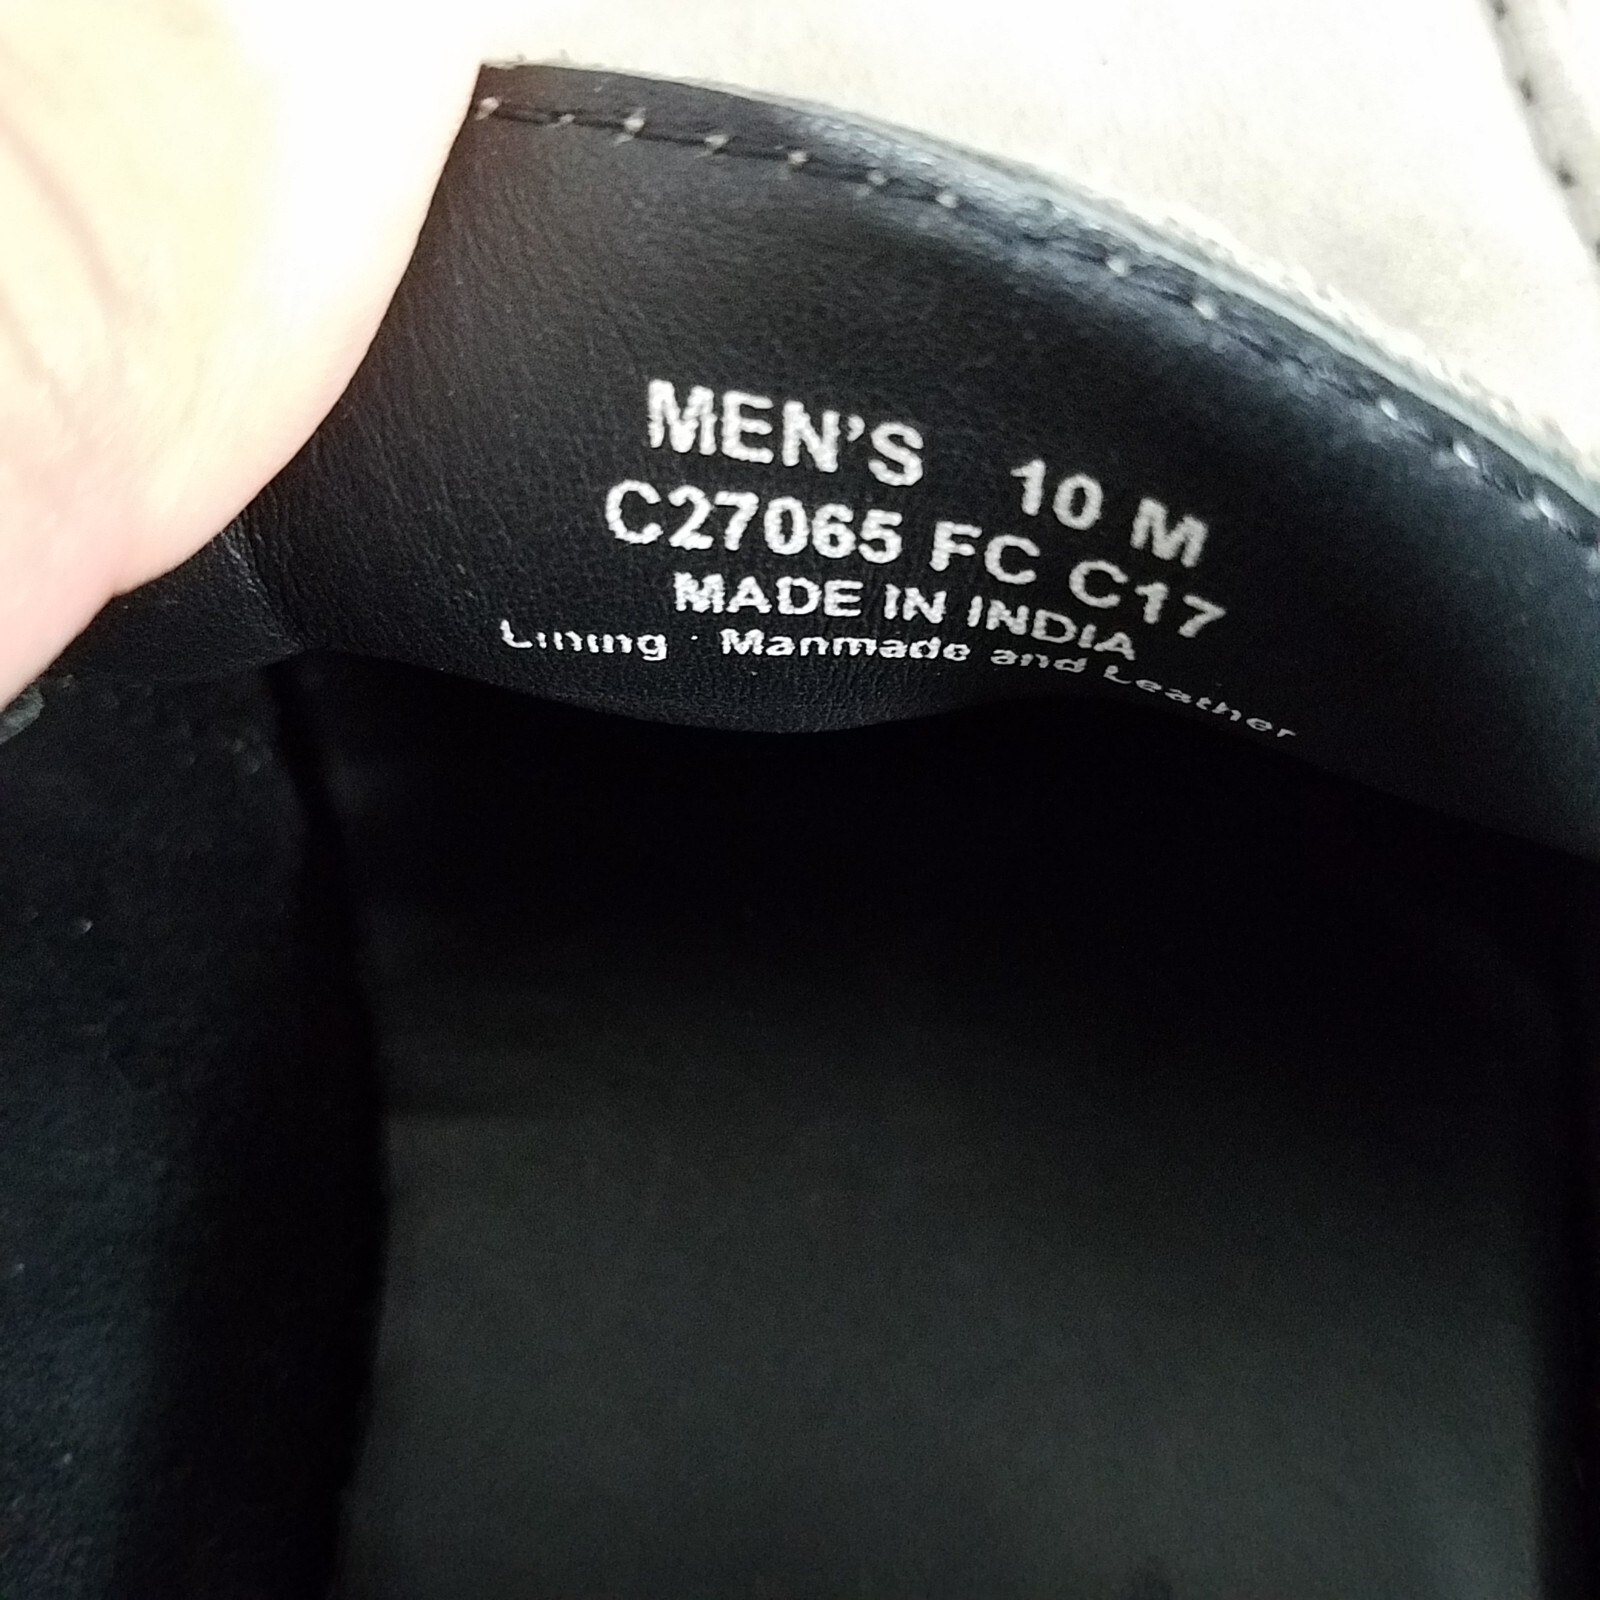 MEN'S 10 M
C27065 FC C17
MADE IN INDIA
Lining · Manmade and Leather